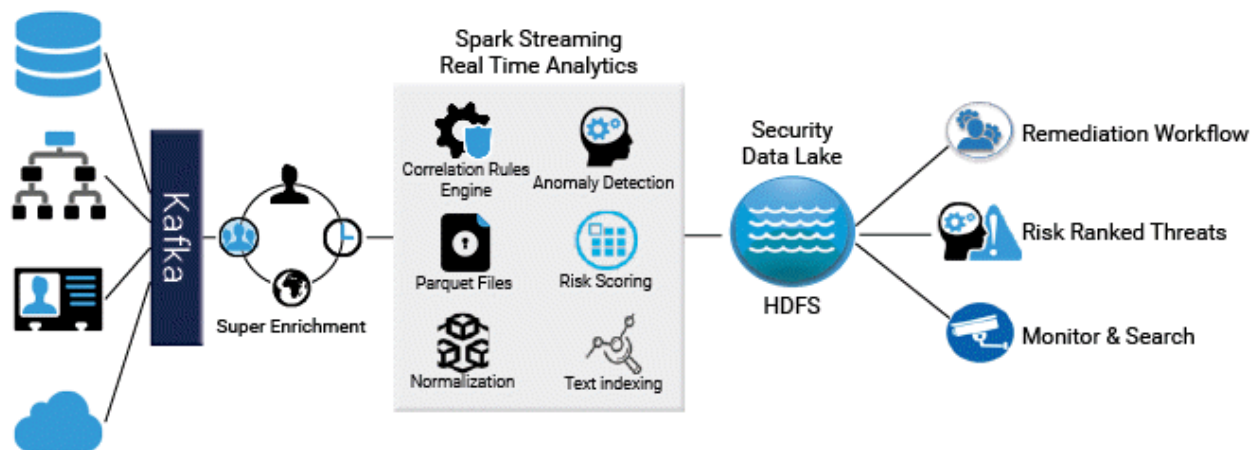 Spark Streaming
Real Time Analytics
Kafka
Super Enrichment
Correlation Rules
Engine
Anomaly Detection
Parquet Files
Risk Scoring
Normalization
Text indexing
Security
Data Lake
HDFS
Remediation Workflow
Risk Ranked Threats
Monitor & Search